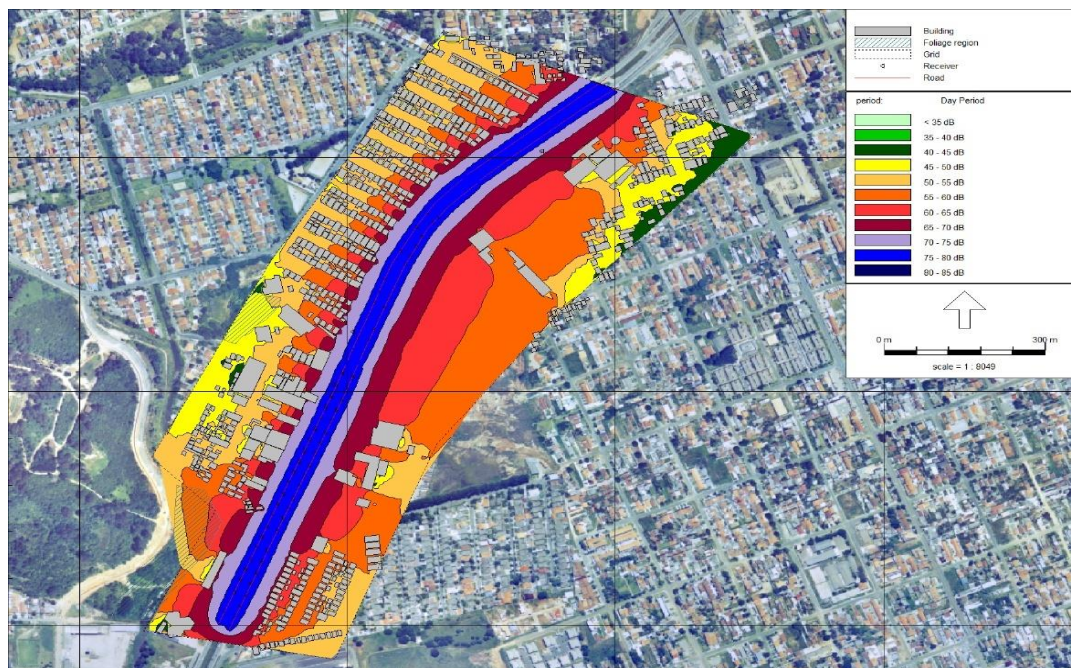 Building
Foliage region
Grid
Receiver
Road
period: Day Period
< 35 dB
35 - 40 dB
40 - 45 dB
45 - 50 dB
50 - 55 dB
55 - 60 dB
60 - 65 dB
65 - 70 dB
70 - 75 dB
75 - 80 dB
80 - 85 dB
0 m 300 m
scale = 1 : 8049